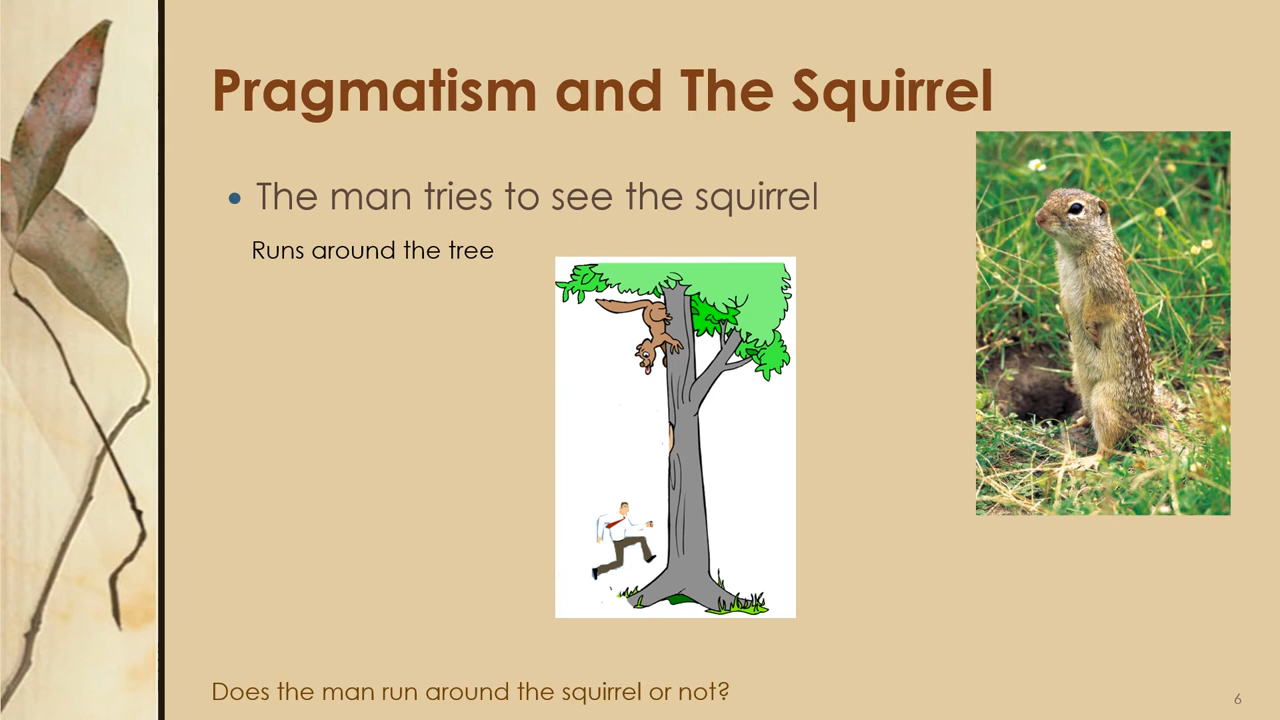 Pragmatism and The Squirrel
• The man tries to see the squirrel
Runs around the tree
Does the man run around the squirrel or not?
6